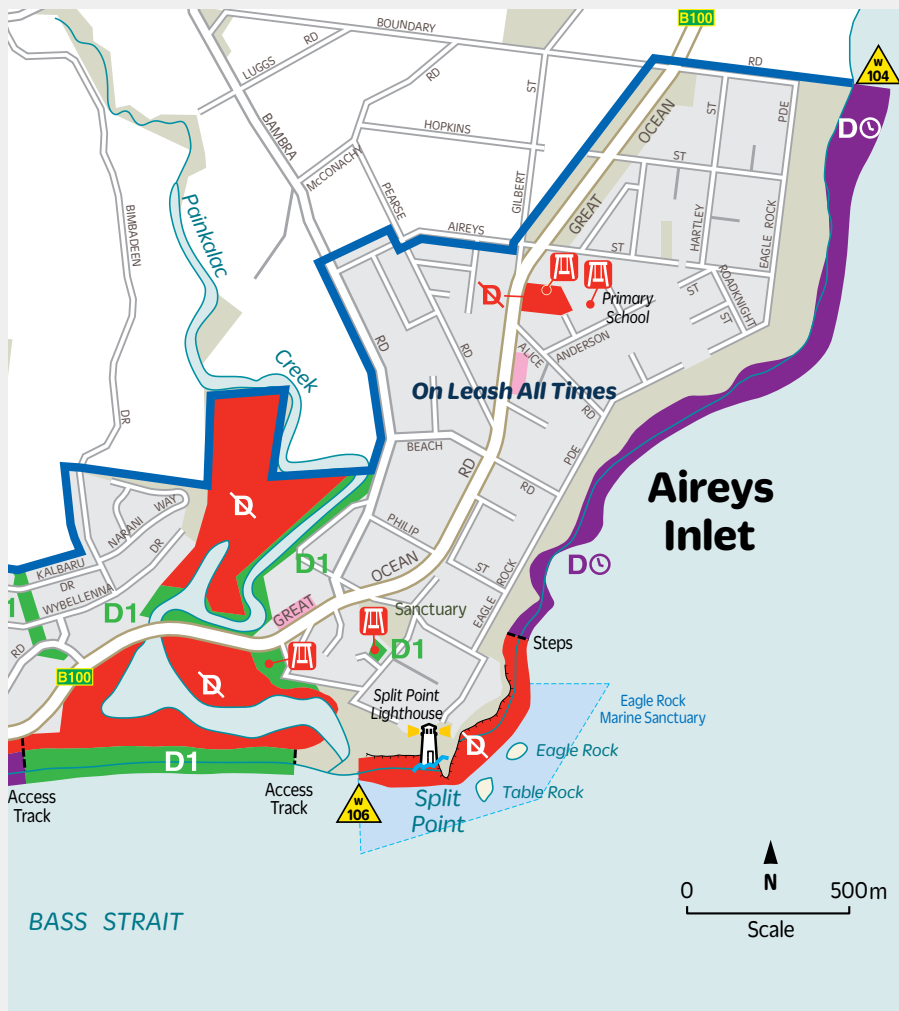 B100
BOUNDARY
RD
W
104
LUGGS
RD
RD
ST
OCEAN
ST
PDE
D
HOPKINS
BAMBRA
McCONACHY
ST
PEARSE
GILBERT
GREAT
BIMBADEEN
Painkalac
AIREYS
ST
HARTLEY
EAGLE ROCK
ROADKNIGHT
ST
ST
D
Primary
School
RD
RD
ALICE
ANDERSON
Creek
On Leash All Times
DR
RD
BEACH
RD
PDE
RD
Aireys
Inlet
D
NARANI WAY
PHILIP
DR
D1
OCEAN
ST
EAGLE ROCK
D
KALBARU
DR
WYBELLENNA
1
D1
GREAT
Sanctuary
RD
D1
Steps
B100
D
Split Point
Lighthouse
Eagle Rock
Marine Sanctuary
D
Eagle Rock
D1
Access
Track
Access
Track
W
106
Split
Point
Table Rock
N
0 500m
Scale
BASS STRAIT